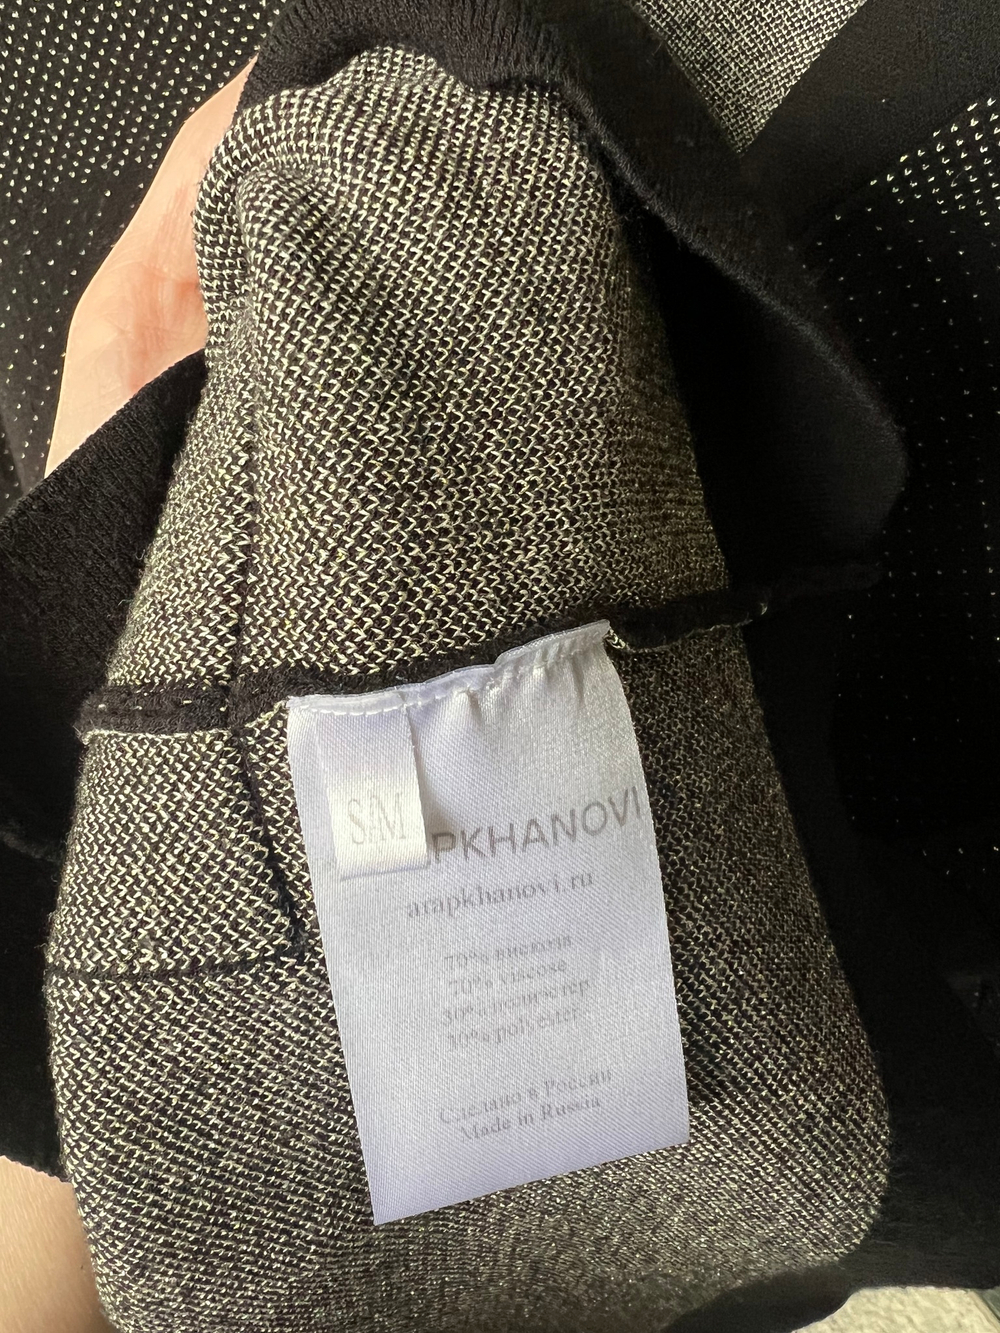 S/M
PKHANOVI
arapkhanovi.ru
70% вискоза
70% viscose
30% полиэстер
30% polyester
Сделано в России
Made in Russia